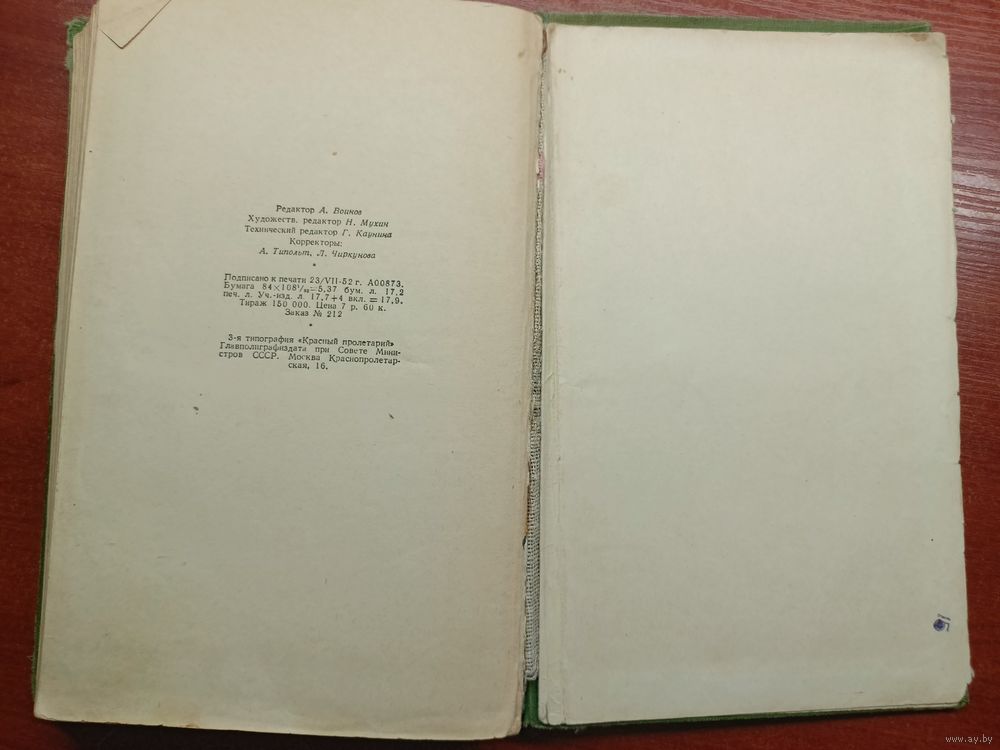 Редактор А. Воинов
Художеств. редактор Н. Мухин
Технический редактор Г. Каунина
Корректоры:
А. Типольт, Л. Чиркунова
*
Подписано к печати 23/VII-52 г. А00873.
Бумага 84×108¹/₃₂=5,37 бум. л. 17,2
печ. л. Уч.-изд. л. 17,7+4 вкл.=17,9.
Тираж 150 000. Цена 7 р. 60 к.
Заказ № 212
*
3-я типография «Красный пролетарий»
Главполиграфиздата при Совете Мини-
стров СССР. Москва Краснопролетар-
ская, 16.
www.ay.by